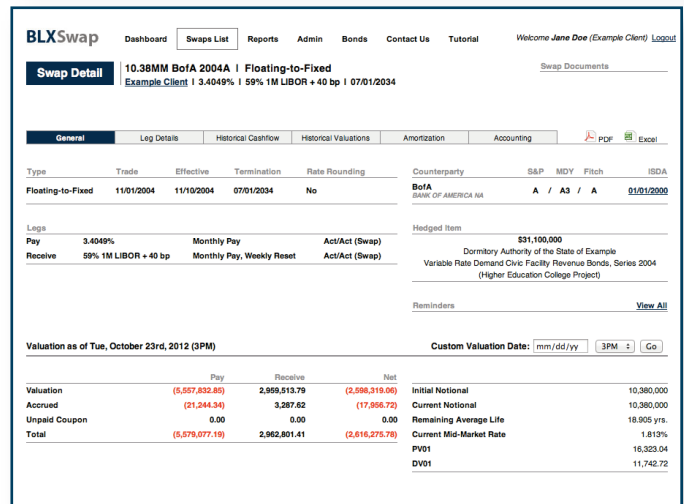 BLXSwap
Dashboard Swaps List Reports Admin Bonds Contact Us Tutorial
Welcome Jane Doe (Example Client) Logout
Swap Detail
10.38MM BofA 2004A | Floating-to-Fixed
Example Client | 3.4049% | 59% 1M LIBOR + 40 bp | 07/01/2034
Swap Documents
General Leg Details Historical Cashflow Historical Valuations Amortization Accounting PDF Excel
Type Trade Effective Termination Rate Rounding
Floating-to-Fixed 11/01/2004 11/10/2004 07/01/2034 No
Counterparty S&P MDY Fitch ISDA
BofA A / A3 / A 01/01/2000
BANK OF AMERICA NA
Legs
Pay 3.4049% Monthly Pay Act/Act (Swap)
Receive 59% 1M LIBOR + 40 bp Monthly Pay, Weekly Reset Act/Act (Swap)
Hedged Item
$31,100,000
Dormitory Authority of the State of Example
Variable Rate Demand Civic Facility Revenue Bonds, Series 2004
(Higher Education College Project)
Reminders View All
Valuation as of Tue, October 23rd, 2012 (3PM)
Custom Valuation Date: mm/dd/yy 3PM Go
Pay Receive Net
Valuation (5,557,832.85) 2,959,513.79 (2,598,319.06)
Accrued (21,244.34) 3,287.62 (17,956.72)
Unpaid Coupon 0.00 0.00 0.00
Total (5,579,077.19) 2,962,801.41 (2,616,275.78)
Initial Notional 10,380,000
Current Notional 10,380,000
Remaining Average Life 18.905 yrs.
Current Mid-Market Rate 1.813%
PV01 16,323.04
DV01 11,742.72